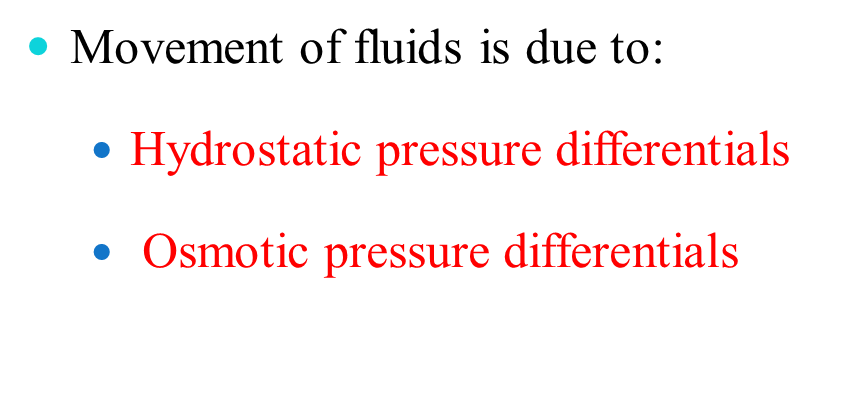 • Movement of fluids is due to:
• Hydrostatic pressure differentials
• Osmotic pressure differentials